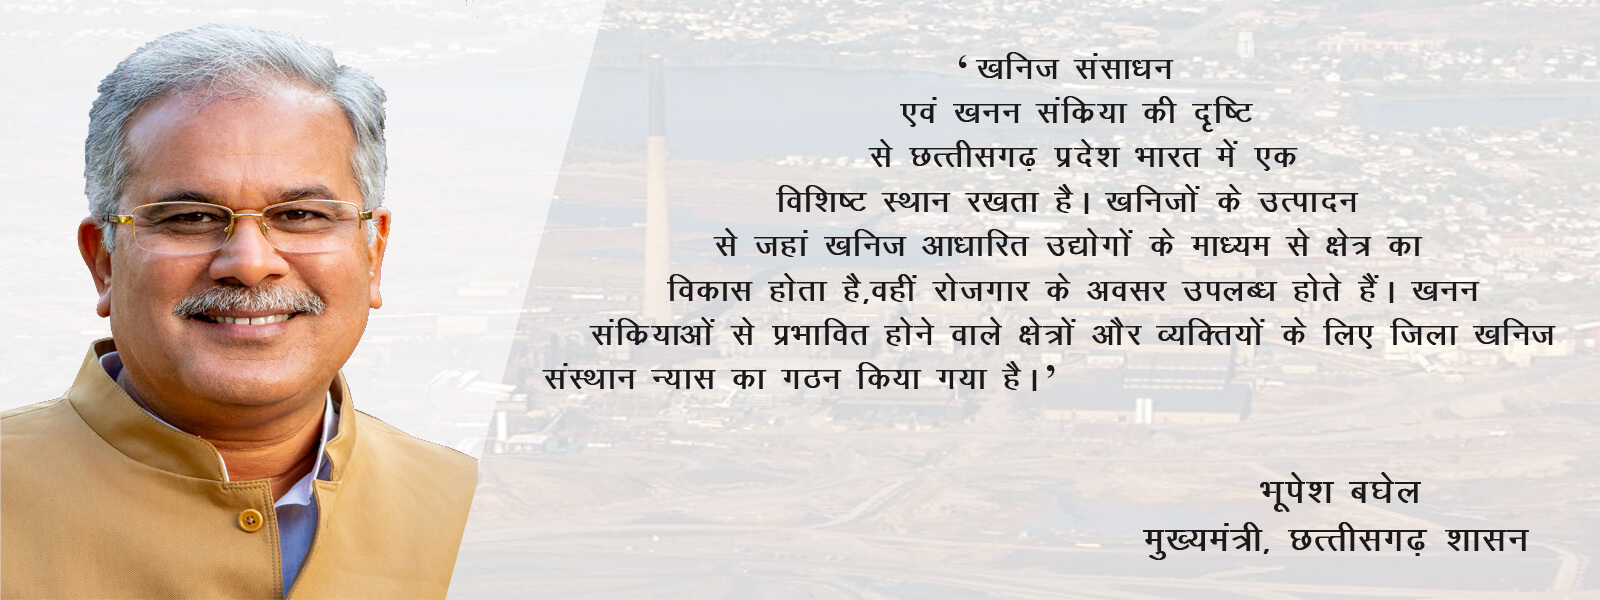 ‘ खनिज संसाधन
एवं खनन संक्रिया की दृष्टि
से छत्तीसगढ़ प्रदेश भारत में एक
विशिष्ट स्थान रखता है। खनिजों के उत्पादन
से जहां खनिज आधारित उद्योगों के माध्यम से क्षेत्र का
विकास होता है,वहीं रोजगार के अवसर उपलब्ध होते हैं। खनन
संक्रियाओं से प्रभावित होने वाले क्षेत्रों और व्यक्तियों के लिए जिला खनिज
संस्थान न्यास का गठन किया गया है।’
भूपेश बघेल
मुख्यमंत्री, छत्तीसगढ़ शासन